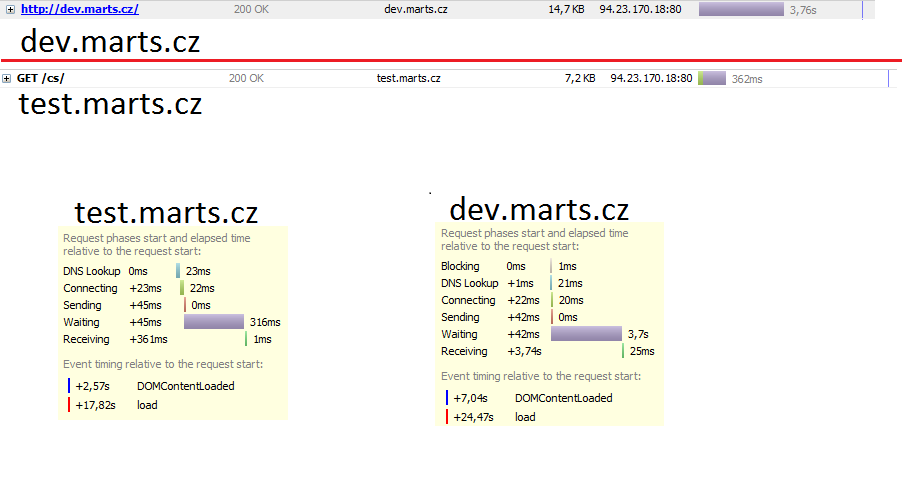 http://dev.marts.cz/ 200 OK dev.marts.cz 14,7 KB 94.23.170.18:80 3,76s
dev.marts.cz
GET /cs/ 200 OK test.marts.cz 7,2 KB 94.23.170.18:80 362ms
test.marts.cz
test.marts.cz
Request phases start and elapsed time
relative to the request start:
DNS Lookup 0ms 23ms
Connecting +23ms 22ms
Sending +45ms 0ms
Waiting +45ms 316ms
Receiving +361ms 1ms
Event timing relative to the request start:
+2,57s DOMContentLoaded
+17,82s load
dev.marts.cz
Request phases start and elapsed time
relative to the request start:
Blocking 0ms 1ms
DNS Lookup +1ms 21ms
Connecting +22ms 20ms
Sending +42ms 0ms
Waiting +42ms 3,7s
Receiving +3,74s 25ms
Event timing relative to the request start:
+7,04s DOMContentLoaded
+24,47s load